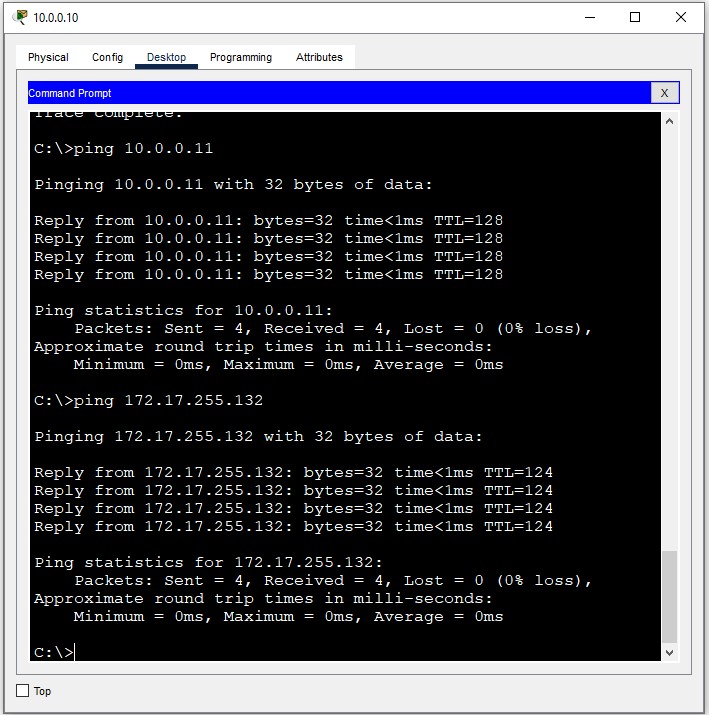 10.0.0.10
Physical Config Desktop Programming Attributes
Command Prompt
X
Trace complete.
C:\>ping 10.0.0.11
Pinging 10.0.0.11 with 32 bytes of data:
Reply from 10.0.0.11: bytes=32 time<1ms TTL=128
Reply from 10.0.0.11: bytes=32 time<1ms TTL=128
Reply from 10.0.0.11: bytes=32 time<1ms TTL=128
Reply from 10.0.0.11: bytes=32 time<1ms TTL=128
Ping statistics for 10.0.0.11:
Packets: Sent = 4, Received = 4, Lost = 0 (0% loss),
Approximate round trip times in milli-seconds:
Minimum = 0ms, Maximum = 0ms, Average = 0ms
C:\>ping 172.17.255.132
Pinging 172.17.255.132 with 32 bytes of data:
Reply from 172.17.255.132: bytes=32 time<1ms TTL=124
Reply from 172.17.255.132: bytes=32 time<1ms TTL=124
Reply from 172.17.255.132: bytes=32 time<1ms TTL=124
Reply from 172.17.255.132: bytes=32 time<1ms TTL=124
Ping statistics for 172.17.255.132:
Packets: Sent = 4, Received = 4, Lost = 0 (0% loss),
Approximate round trip times in milli-seconds:
Minimum = 0ms, Maximum = 0ms, Average = 0ms
C:\>
Top